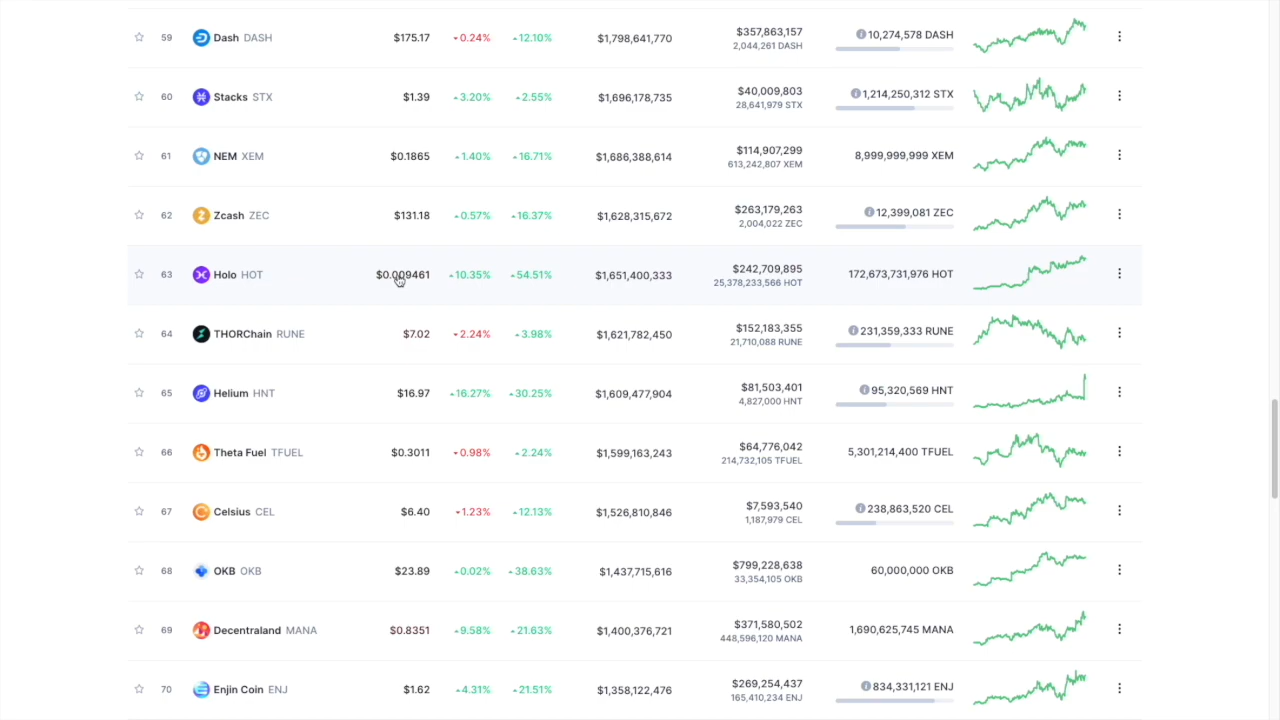 59 Dash DASH $175.17 0.24% 12.10% $1,798,641,770 $357,863,157 10,274,578 DASH
2,044,261 DASH
60 Stacks STX $1.39 3.20% 2.55% $1,696,178,735 $40,009,803 1,214,250,312 STX
28,641,979 STX
61 NEM XEM $0.1865 1.40% 16.71% $1,686,388,614 $114,907,299 8,999,999,999 XEM
613,242,807 XEM
62 Zcash ZEC $131.18 0.57% 16.37% $1,628,315,672 $263,179,263 12,399,081 ZEC
2,004,022 ZEC
63 Holo HOT $0.009461 10.35% 54.51% $1,651,400,333 $242,709,895 172,673,731,976 HOT
25,378,233,566 HOT
64 THORChain RUNE $7.02 2.24% 3.98% $1,621,782,450 $152,183,355 231,359,333 RUNE
21,710,088 RUNE
65 Helium HNT $16.97 16.27% 30.25% $1,609,477,904 $81,503,401 95,320,569 HNT
4,827,000 HNT
66 Theta Fuel TFUEL $0.3011 0.98% 2.24% $1,599,163,243 $64,776,042 5,301,214,400 TFUEL
214,732,105 TFUEL
67 Celsius CEL $6.40 1.23% 12.13% $1,526,810,846 $7,593,540 238,863,520 CEL
1,187,979 CEL
68 OKB OKB $23.89 0.02% 38.63% $1,437,715,616 $799,228,638 60,000,000 OKB
33,354,105 OKB
69 Decentraland MANA $0.8351 9.58% 21.63% $1,400,376,721 $371,580,502 1,690,625,745 MANA
448,596,120 MANA
70 Enjin Coin ENJ $1.62 4.31% 21.51% $1,358,122,476 $269,254,437 834,331,121 ENJ
165,410,234 ENJ